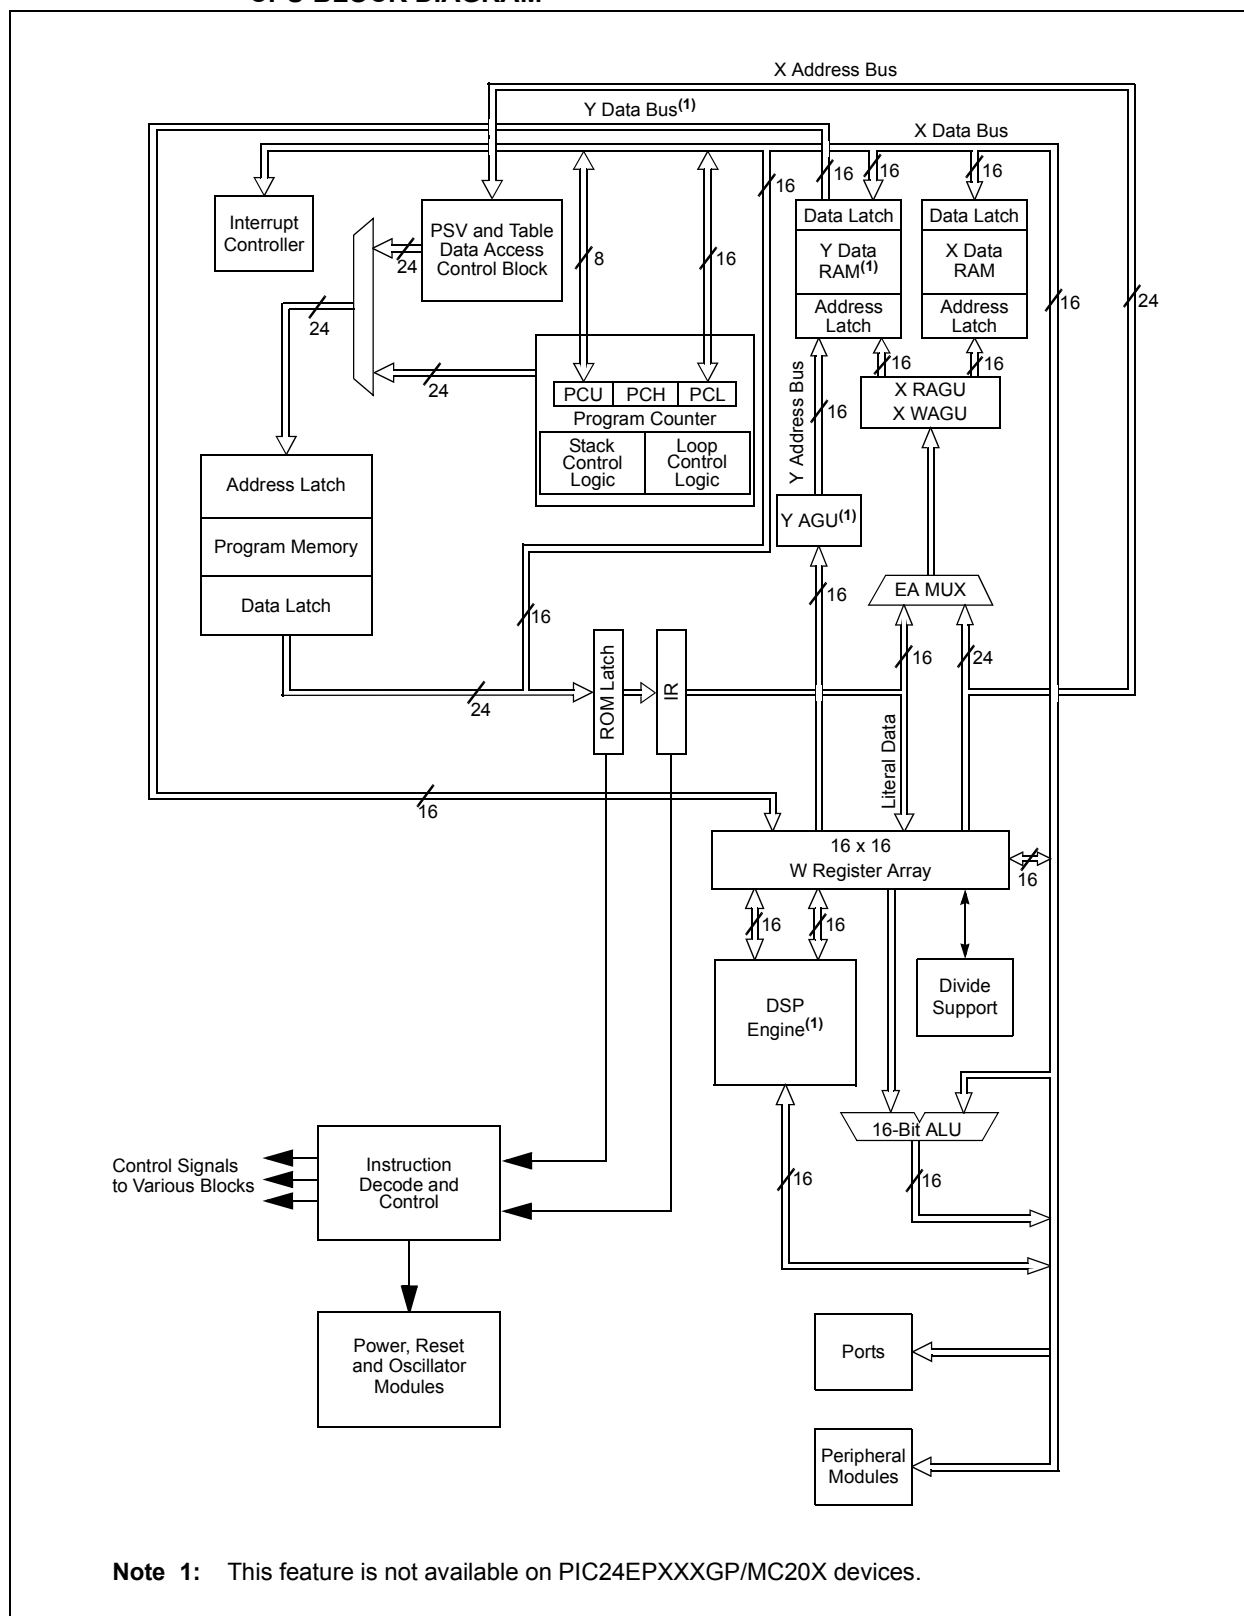 CPU BLOCK DIAGRAM
X Address Bus
Y Data Bus(1)
X Data Bus
16
16
16
16
Interrupt
Controller
PSV and Table
Data Access
Control Block
24
8
16
Data Latch
Y Data
RAM(1)
Address
Latch
Data Latch
X Data
RAM
Address
Latch
16
24
24
24
16
16
PCU
PCH
PCL
Program Counter
Stack
Control
Logic
Loop
Control
Logic
X RAGU
X WAGU
Y Address Bus
16
Address Latch
Program Memory
Data Latch
Y AGU(1)
16
EA MUX
16
16
24
24
ROM Latch
IR
Literal Data
16
16 x 16
W Register Array
16
16
16
DSP
Engine(1)
Divide
Support
16-Bit ALU
16
16
Control Signals
to Various Blocks
Instruction
Decode and
Control
Power, Reset
and Oscillator
Modules
Ports
Peripheral
Modules
Note 1: This feature is not available on PIC24EPXXXGP/MC20X devices.